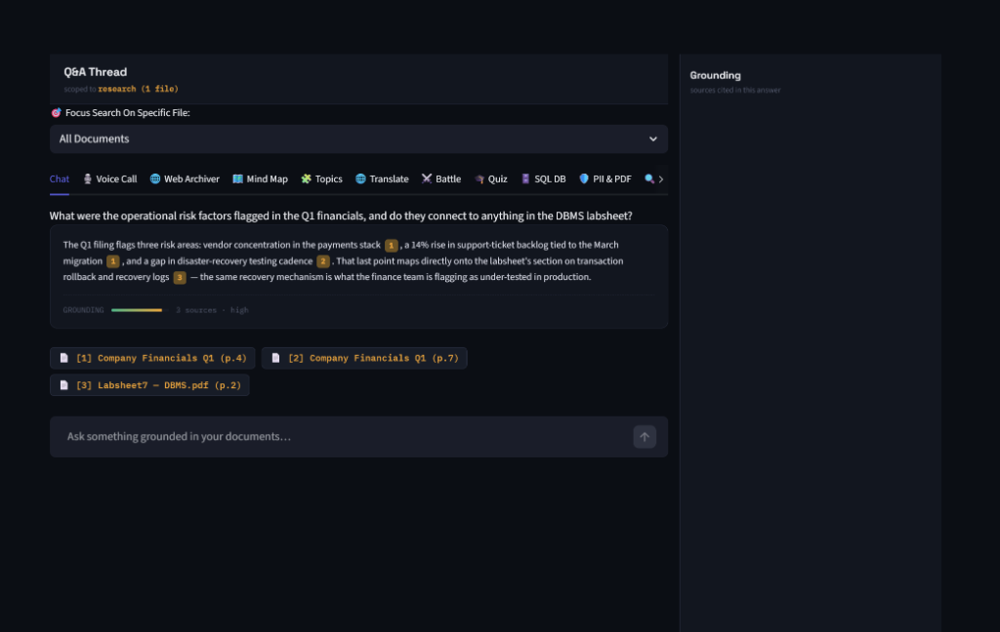 Q&A Thread
scoped to research (1 file)
Focus Search On Specific File:
All Documents
Chat Voice Call Web Archiver Mind Map Topics Translate Battle Quiz SQL DB PII & PDF
What were the operational risk factors flagged in the Q1 financials, and do they connect to anything in the DBMS labsheet?
The Q1 filing flags three risk areas: vendor concentration in the payments stack 1 , a 14% rise in support-ticket backlog tied to the March
migration 1 , and a gap in disaster-recovery testing cadence 2 . That last point maps directly onto the labsheet's section on transaction
rollback and recovery logs 3 — the same recovery mechanism is what the finance team is flagging as under-tested in production.
GROUNDING 3 sources · high
[1] Company Financials Q1 (p.4) [2] Company Financials Q1 (p.7)
[3] Labsheet7 — DBMS.pdf (p.2)
Ask something grounded in your documents…
Grounding
sources cited in this answer